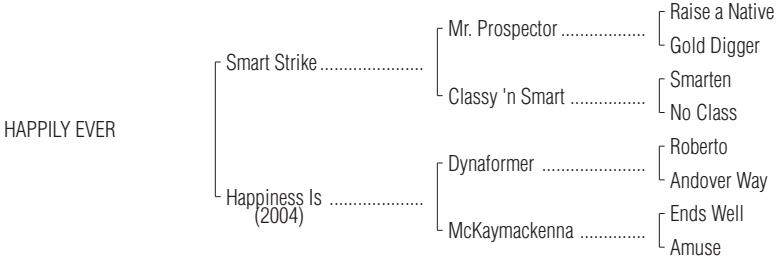 Raise a Native
Mr. Prospector ..................
Gold Digger
Smart Strike ......................
Smarten
Classy 'n Smart ................
No Class
HAPPILY EVER
Roberto
Dynaformer ......................
Andover Way
Happiness Is ....................
(2004)
Ends Well
McKaymackenna ..............
Amuse